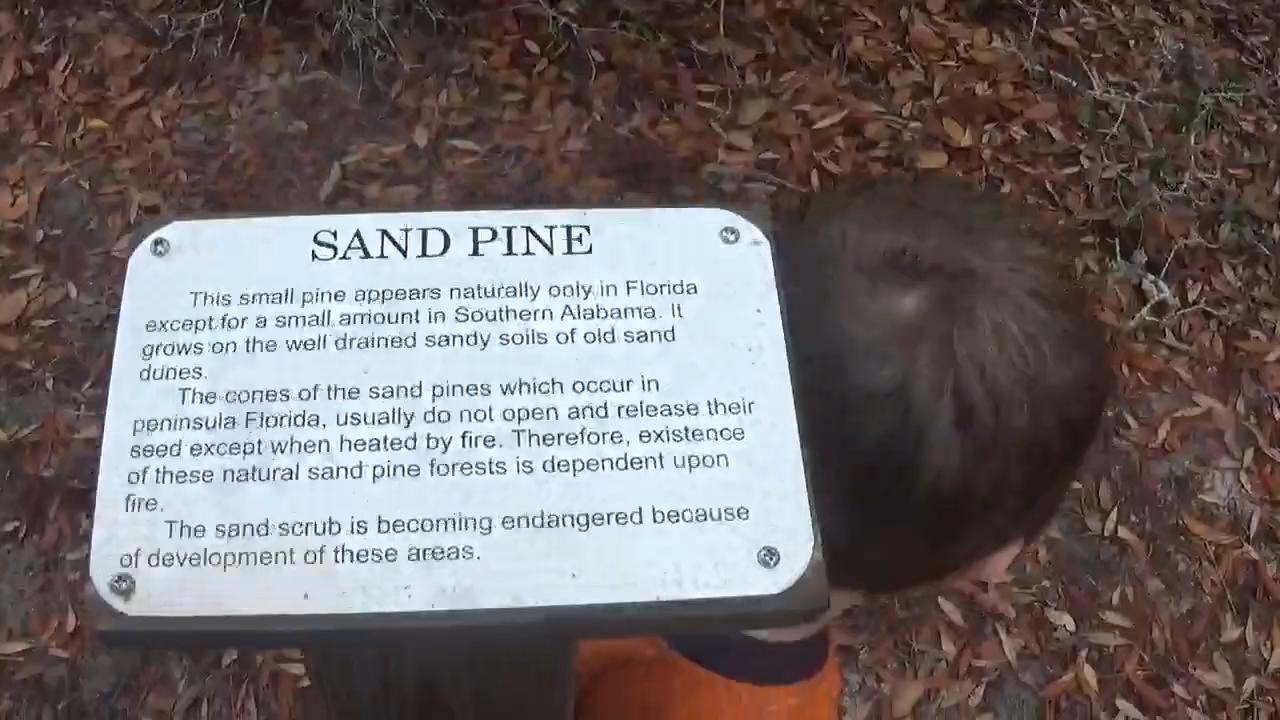 SAND PINE
This small pine appears naturally only in Florida
except for a small amount in Southern Alabama. It
grows on the well drained sandy soils of old sand
dunes.
The cones of the sand pines which occur in
peninsula Florida, usually do not open and release their
seed except when heated by fire. Therefore, existence
of these natural sand pine forests is dependent upon
fire.
The sand scrub is becoming endangered because
of development of these areas.